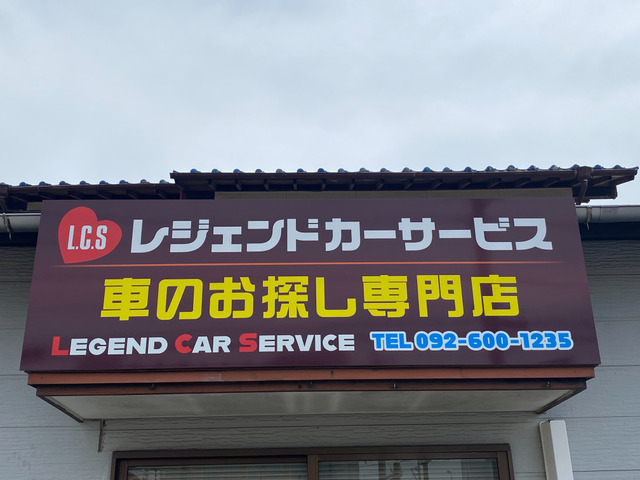 L.C.S レジェンドカーサービス
車のお探し専門店
LEGEND CAR SERVICE TEL 092-600-1235